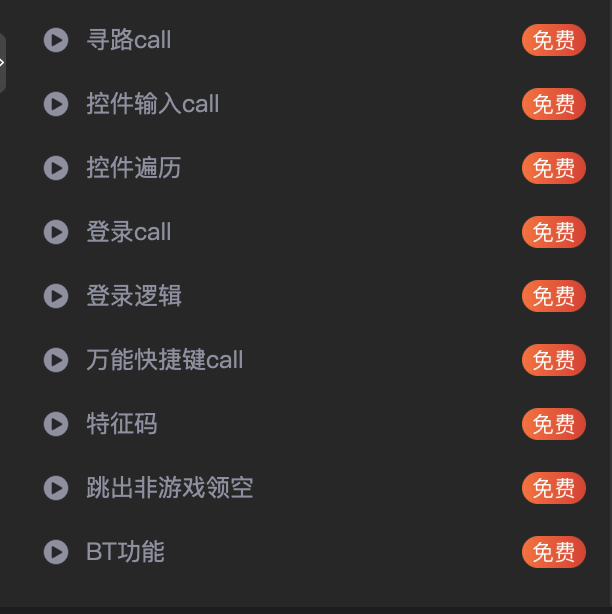 寻路call 免费
控件输入call 免费
控件遍历 免费
登录call 免费
登录逻辑 免费
万能快捷键call 免费
特征码 免费
跳出非游戏领空 免费
BT功能 免费